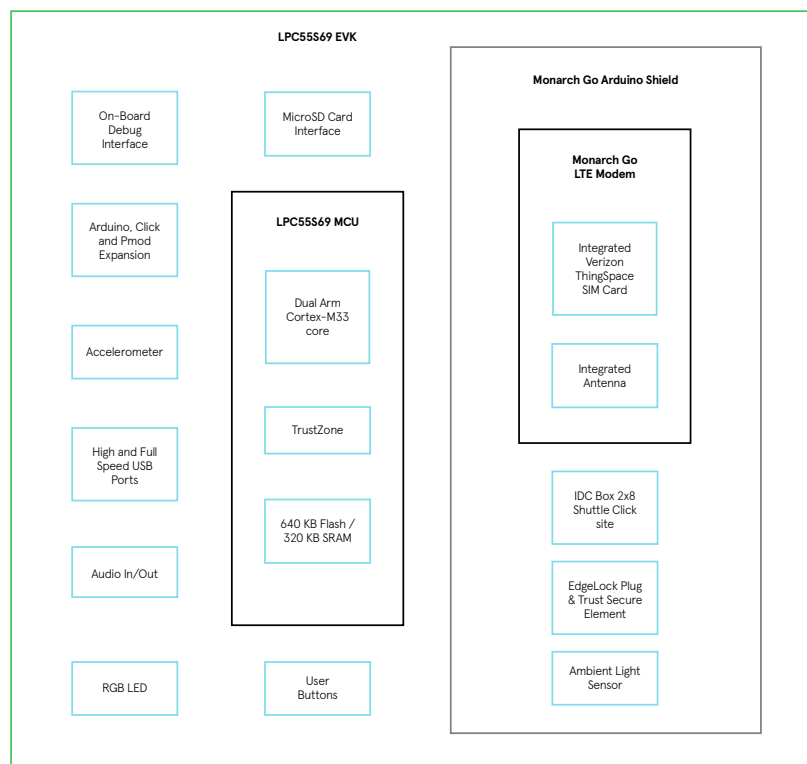 LPC55S69 EVK
On-Board
Debug
Interface
Arduino, Click
and Pmod
Expansion
Accelerometer
High and Full
Speed USB
Ports
Audio In/Out
RGB LED
MicroSD Card
Interface
LPC55S69 MCU
Dual Arm
Cortex-M33
core
TrustZone
640 KB Flash /
320 KB SRAM
User
Buttons
Monarch Go Arduino Shield
Monarch Go
LTE Modem
Integrated
Verizon
ThingSpace
SIM Card
Integrated
Antenna
IDC Box 2x8
Shuttle Click
site
EdgeLock Plug
& Trust Secure
Element
Ambient Light
Sensor